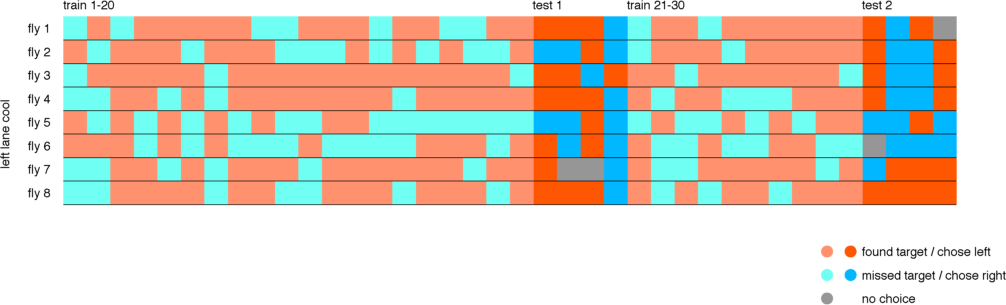 train 1-20 test 1 train 21-30 test 2
left lane cool
fly 1
fly 2
fly 3
fly 4
fly 5
fly 6
fly 7
fly 8
found target / chose left
missed target / chose right
no choice